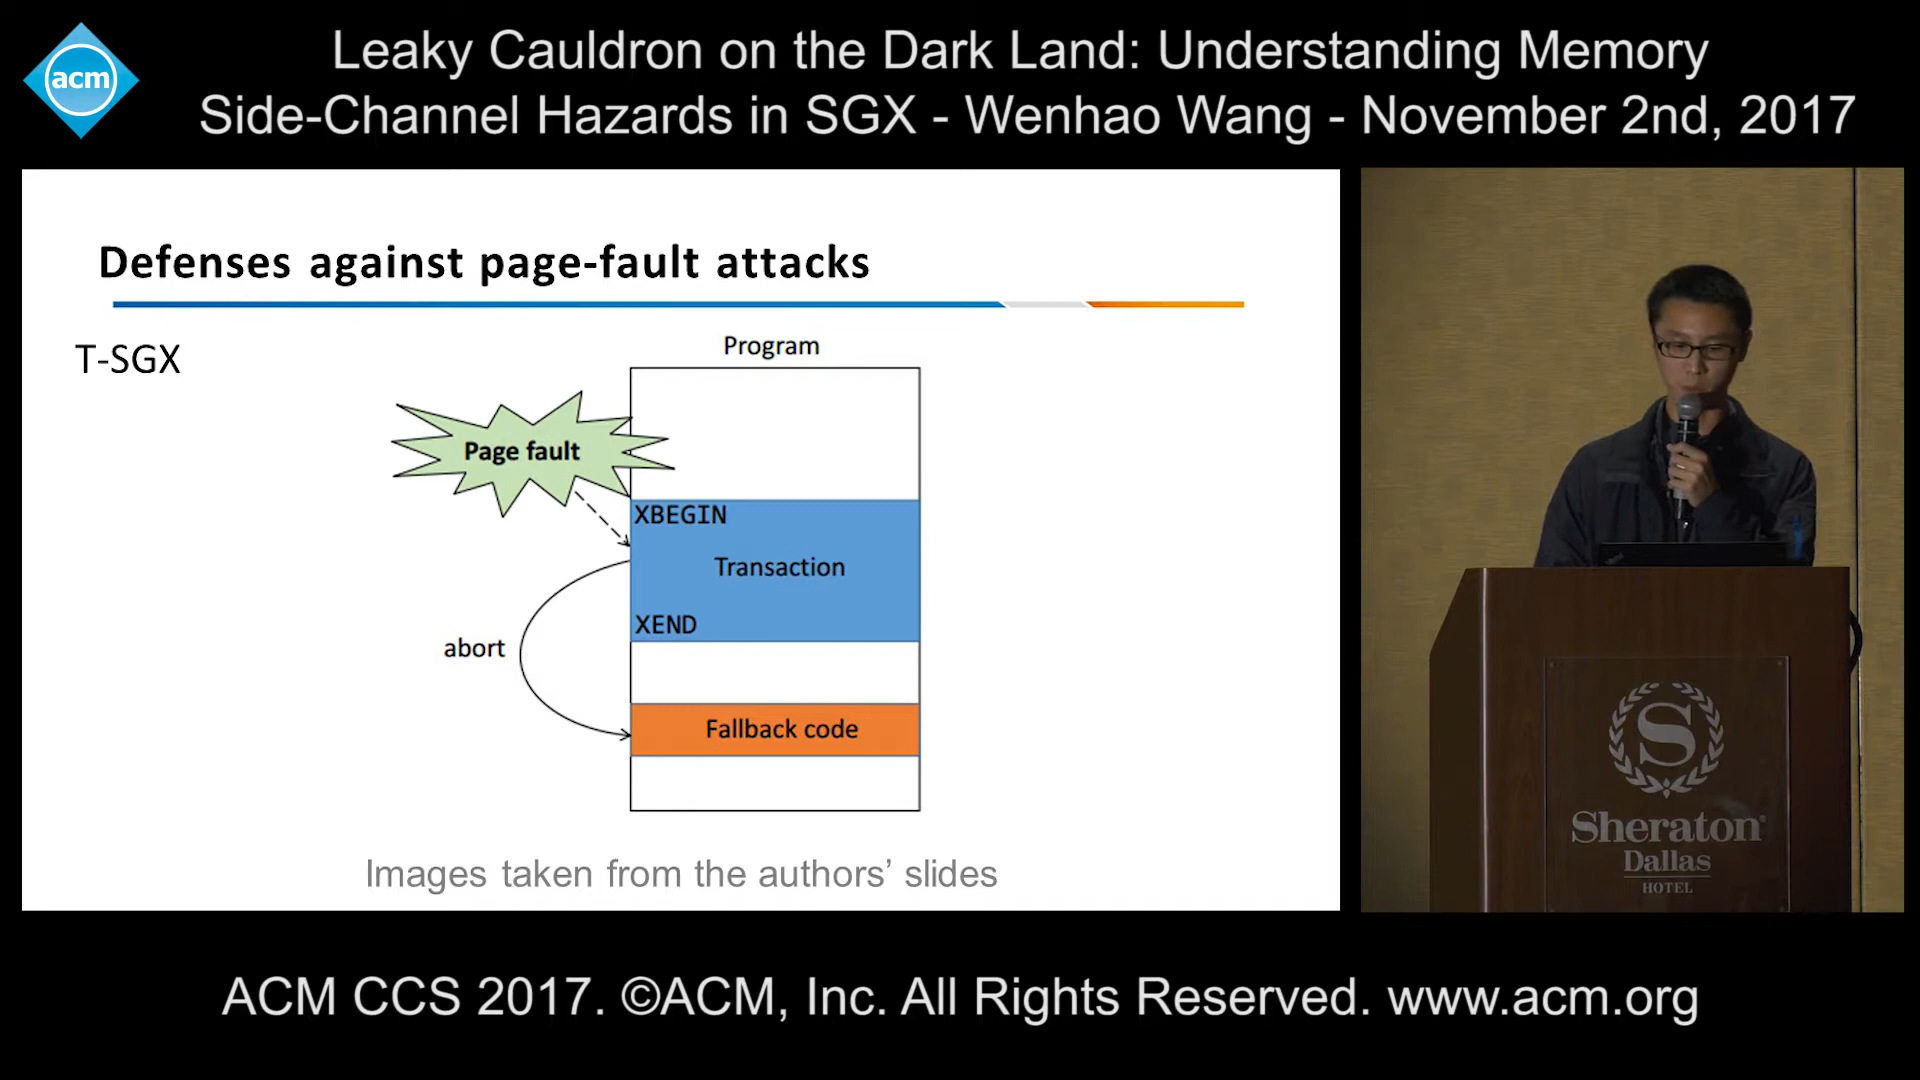 acm
Leaky Cauldron on the Dark Land: Understanding Memory
Side-Channel Hazards in SGX - Wenhao Wang - November 2nd, 2017
Defenses against page-fault attacks
T-SGX
Program
Page fault
XBEGIN
Transaction
XEND
abort
Fallback code
Images taken from the authors’ slides
S
Sheraton
Dallas
HOTEL
ACM CCS 2017. ©ACM, Inc. All Rights Reserved. www.acm.org